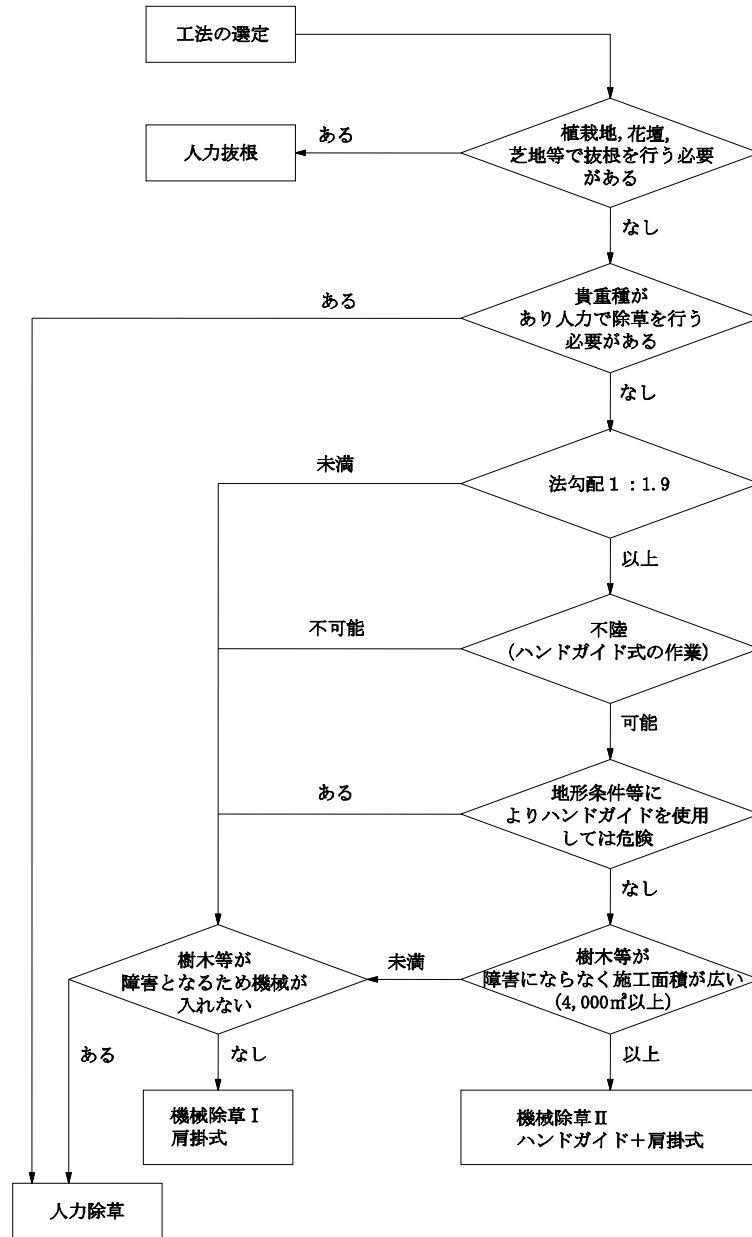 工法の選定
植栽地,花壇,
芝地等で抜根を行う必要
がある
ある
人力抜根
なし
貴重種が
あり人力で除草を行う
必要がある
ある
なし
法勾配1:1.9
未満
以上
不陸
(ハンドガイド式の作業)
不可能
可能
地形条件等に
よりハンドガイドを使用
しては危険
ある
なし
樹木等が
障害にならなく施工面積が広い
(4,000㎡以上)
未満
樹木等が
障害となるため機械が
入れない
ある
なし
以上
機械除草Ⅰ
肩掛式
機械除草Ⅱ
ハンドガイド+肩掛式
人力除草